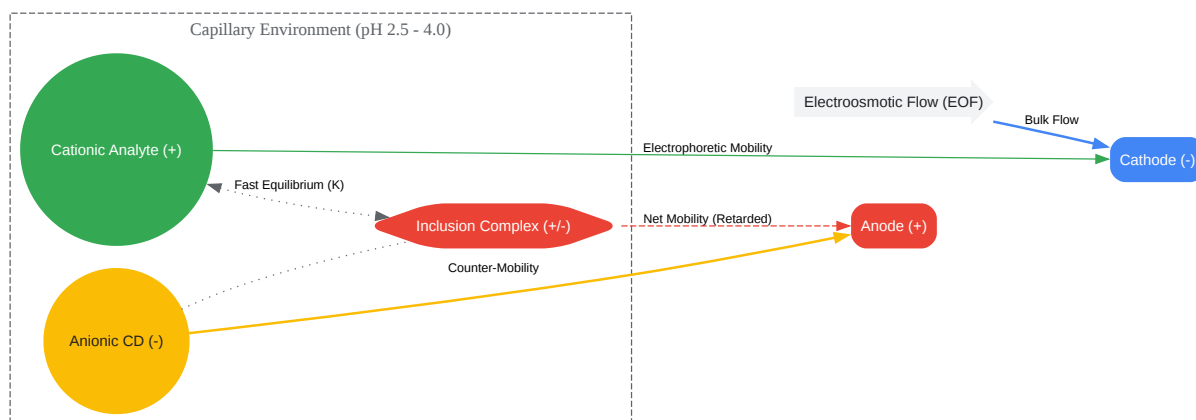 Capillary Environment (pH 2.5 - 4.0)
Electroosmotic Flow (EOF)
Bulk Flow
Cationic Analyte (+)
Electrophoretic Mobility
Cathode (-)
Fast Equilibrium (K)
Inclusion Complex (+/-)
Net Mobility (Retarded)
Anode (+)
Counter-Mobility
Anionic CD (-)